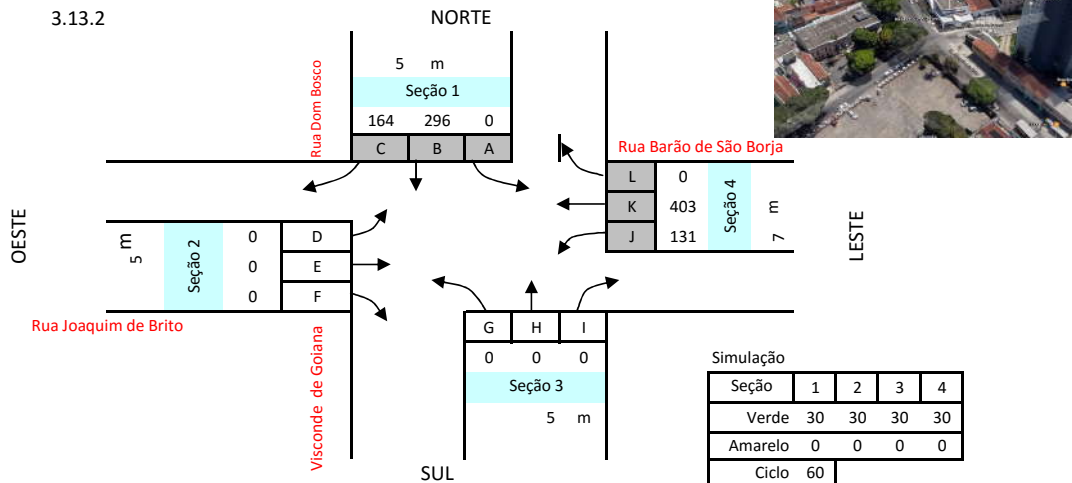 3.13.2
NORTE
Rua Dom Bosco
5 m
Seção 1
164 296 0
C B A
Rua Barão de São Borja
L 0
K 403
J 131
Seção 4
7 m
OESTE
LESTE
5 m
Seção 2
0 D
0 E
0 F
Rua Joaquim de Brito
Visconde de Goiana
G H I
0 0 0
Seção 3
5 m
SUL
Simulação
Seção 1 2 3 4
Verde 30 30 30 30
Amarelo 0 0 0 0
Ciclo 60